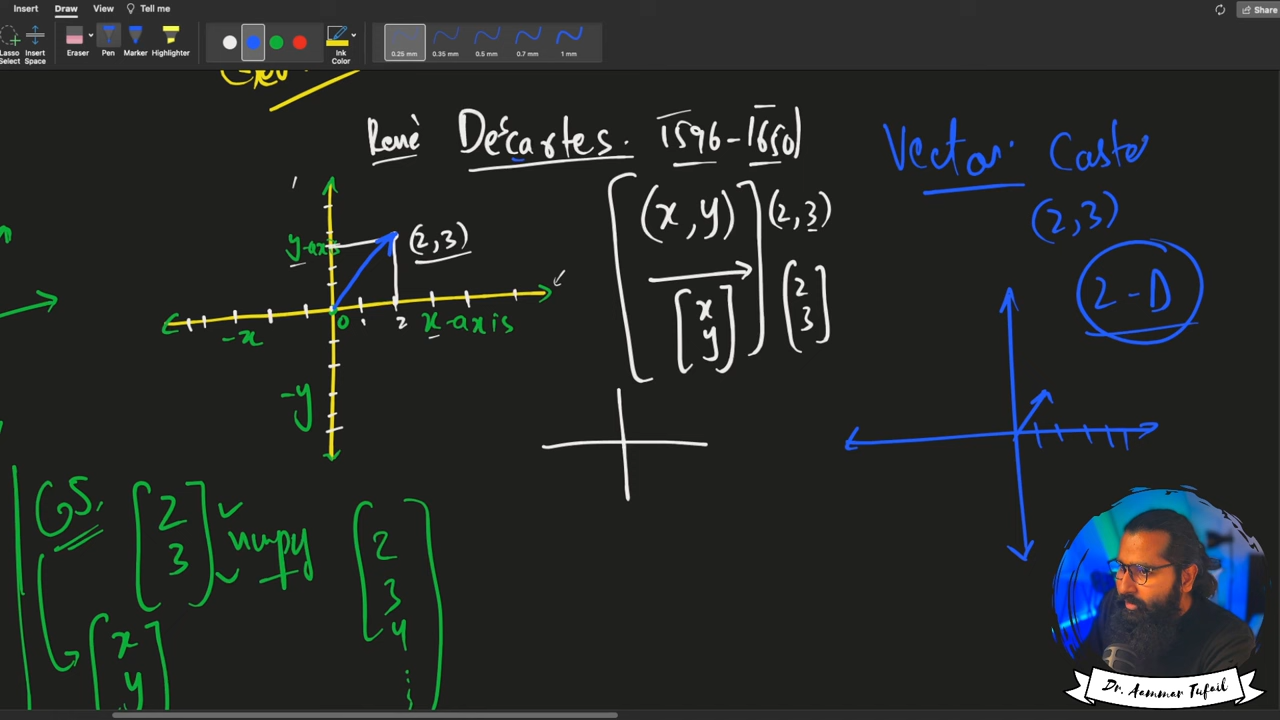 Insert Draw View Tell me
Share
Lasso Select
Insert Space
Eraser
Pen
Marker
Highlighter
Ink Color
0.25 mm
0.35 mm
0.5 mm
0.7 mm
1 mm
René Descartes. 1596-1650
Vector. Caste
(x,y) (2,3)
(2,3)
y-axis (2,3)
[x y] [2 3]
2-D
0 1 2 x-axis
-x
-y
CS. [2 3] numpy [2 3 4
[x y
Dr. Aammar Tufail